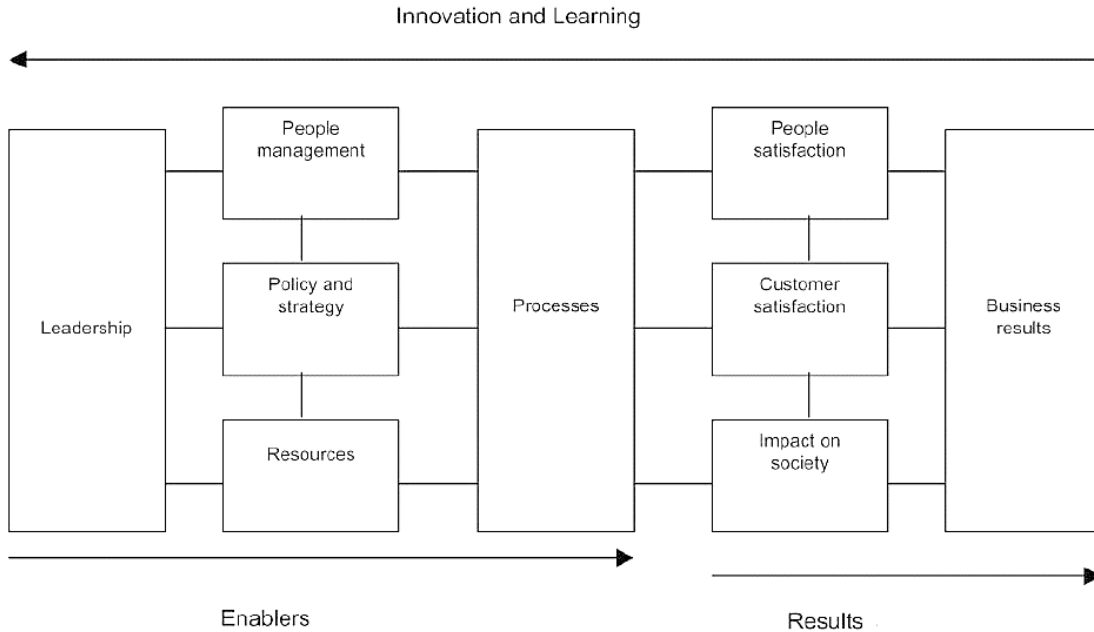 Innovation and Learning
People
management
People
satisfaction
Policy and
strategy
Customer
satisfaction
Leadership
Processes
Business
results
Resources
Impact on
society
Enablers
Results